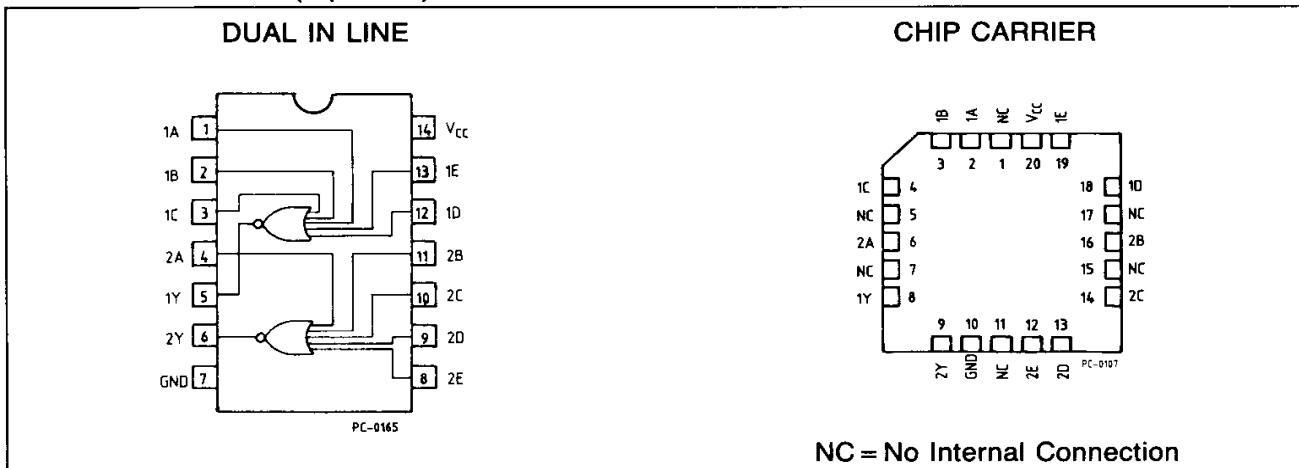 DUAL IN LINE
1A 1
1B 2
1C 3
2A 4
1Y 5
2Y 6
GND 7
14 VCC
13 1E
12 1D
11 2B
10 2C
9 2D
8 2E
PC-0165
CHIP CARRIER
1B 1A NC VCC 1E
3 2 1 20 19
1C 4
NC 5
2A 6
NC 7
1Y 8
18 1D
17 NC
16 2B
15 NC
14 2C
9 10 11 12 13
2Y GND NC 2E 2D
PC-0107
NC = No Internal Connection